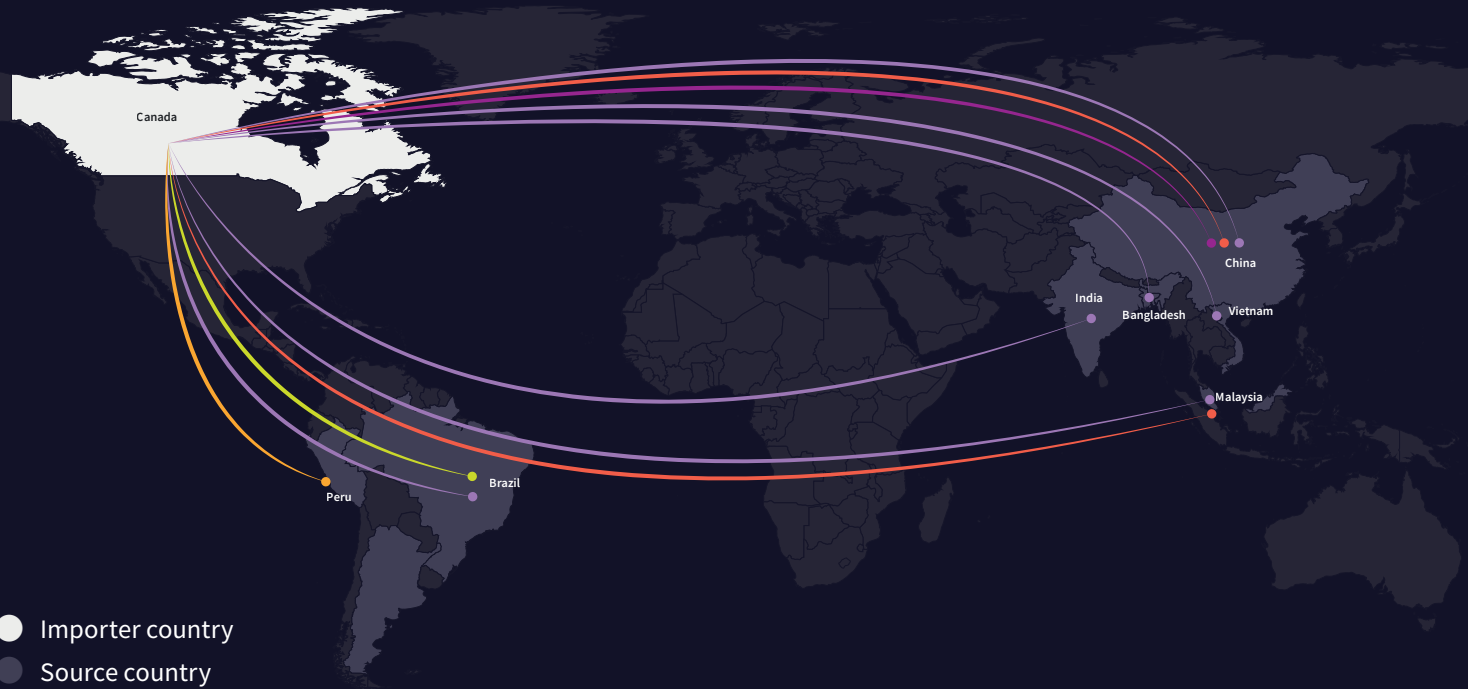 Canada
China
India
Bangladesh
Vietnam
Malaysia
Brazil
Peru
Importer country
Source country